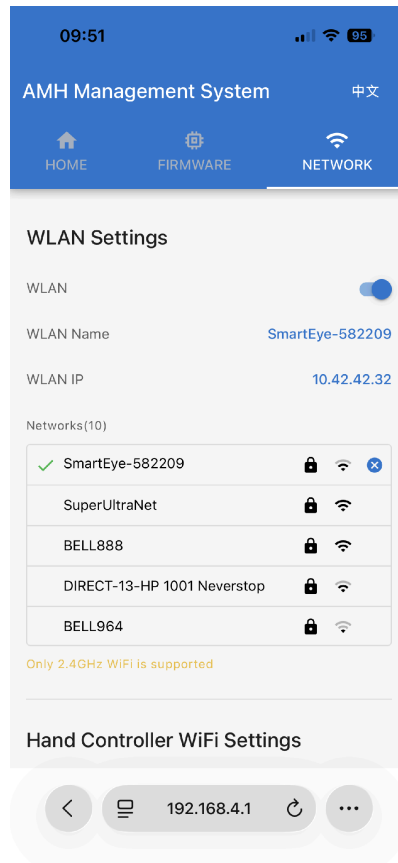 09:51
95
AMH Management System
中文
HOME
FIRMWARE
NETWORK
WLAN Settings
WLAN
WLAN Name
SmartEye-582209
WLAN IP
10.42.42.32
Networks(10)
SmartEye-582209
SuperUltraNet
BELL888
DIRECT-13-HP 1001 Neverstop
BELL964
Only 2.4GHz WiFi is supported
Hand Controller WiFi Settings
192.168.4.1